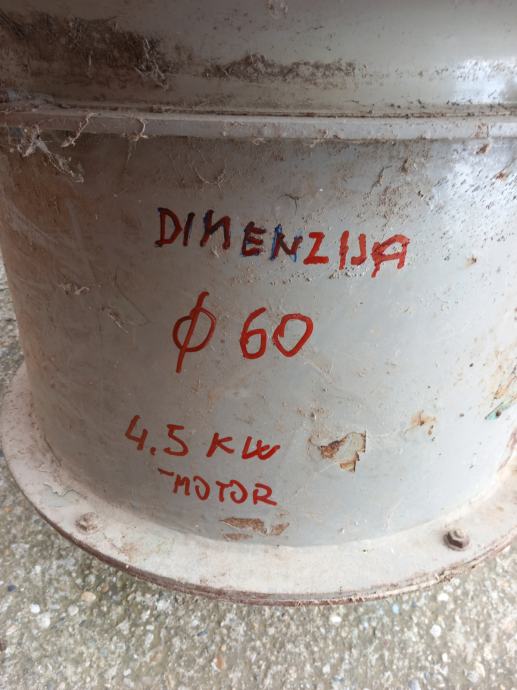 DIMENZIJA
Ø 60
4.5 KW
-MOTOR